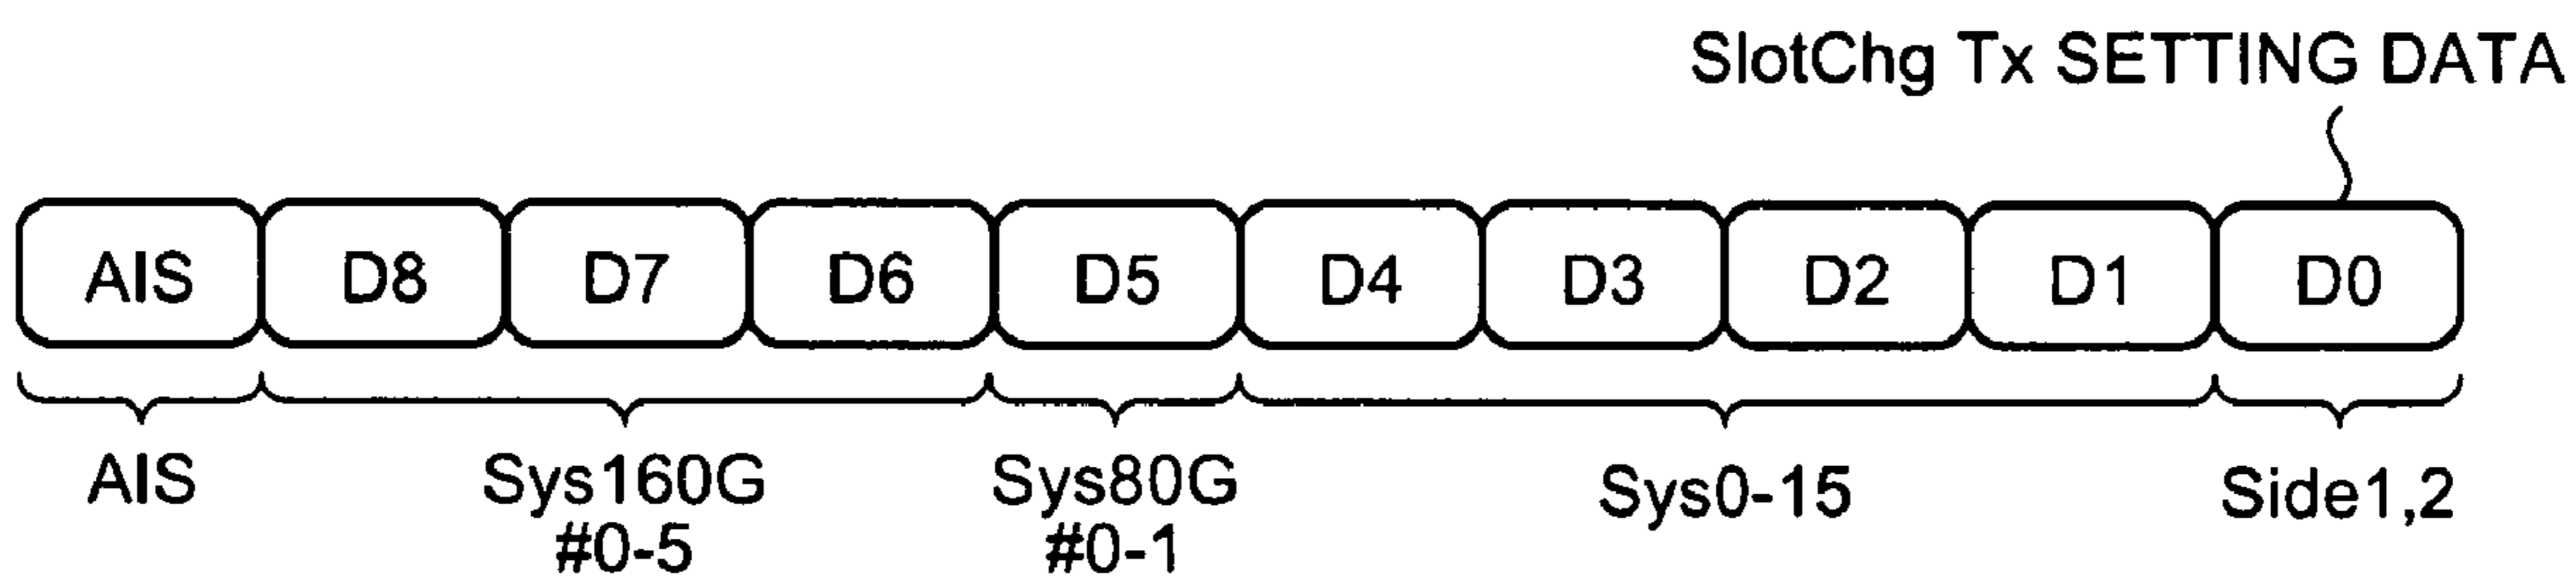 SlotChg Tx SETTING DATA
AIS D8 D7 D6 D5 D4 D3 D2 D1 D0
AIS Sys160G Sys80G Sys0-15 Side1,2
#0-5 #0-1